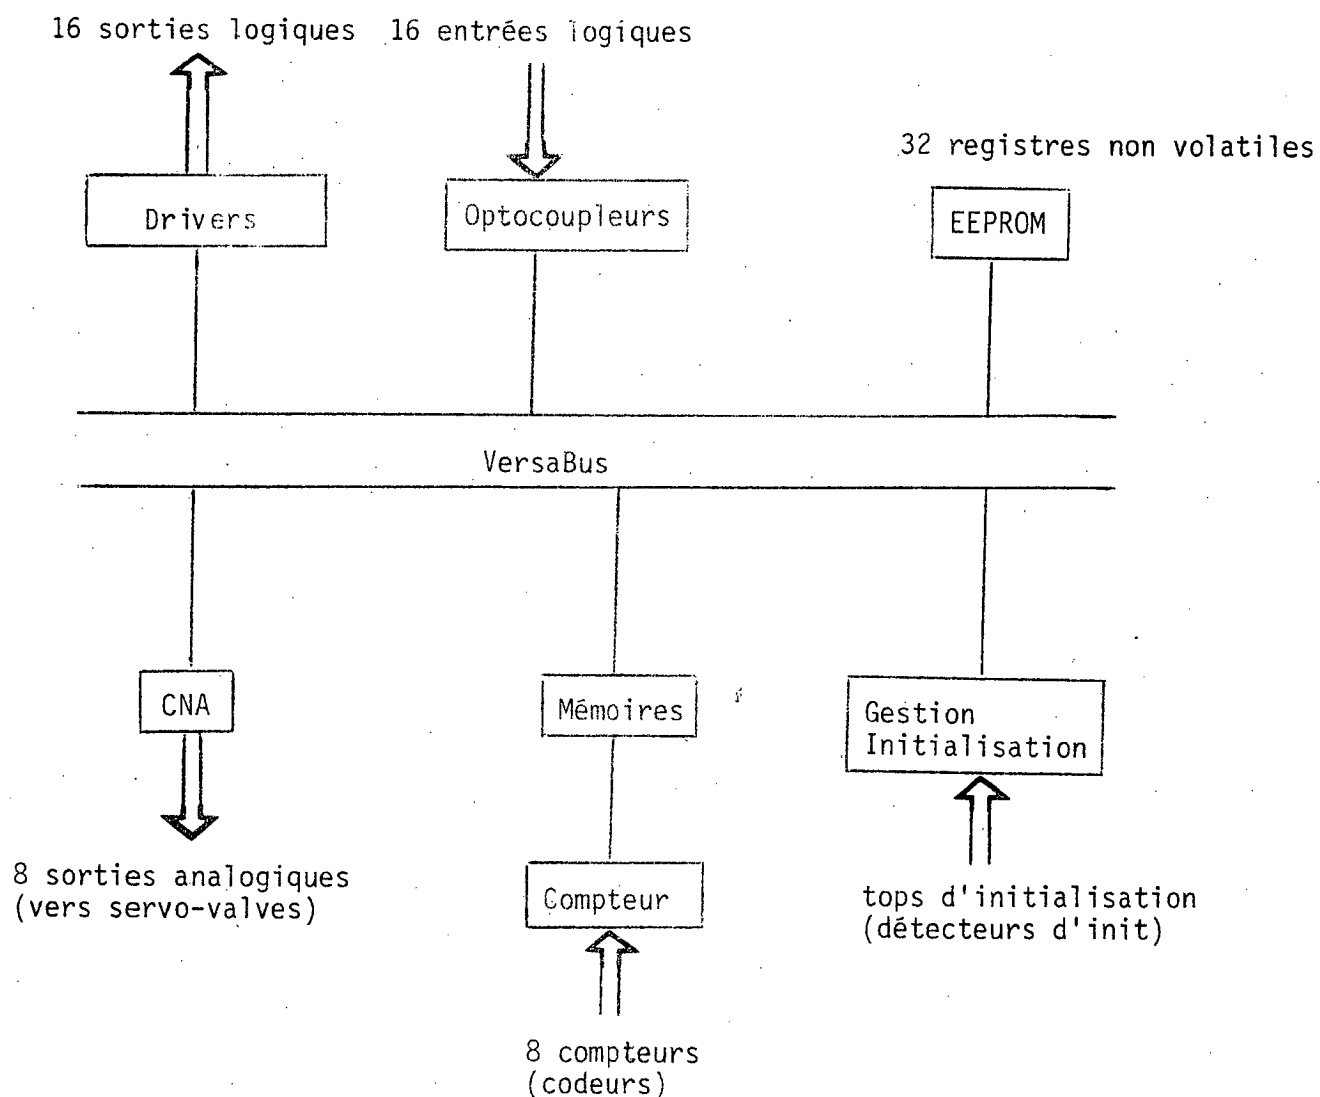 16 sorties logiques
16 entrées logiques
32 registres non volatiles
Drivers
Optocoupleurs
EEPROM
VersaBus
CNA
Mémoires
Gestion
Initialisation
8 sorties analogiques
(vers servo-valves)
Compteur
tops d'initialisation
(détecteurs d'init)
8 compteurs
(codeurs)